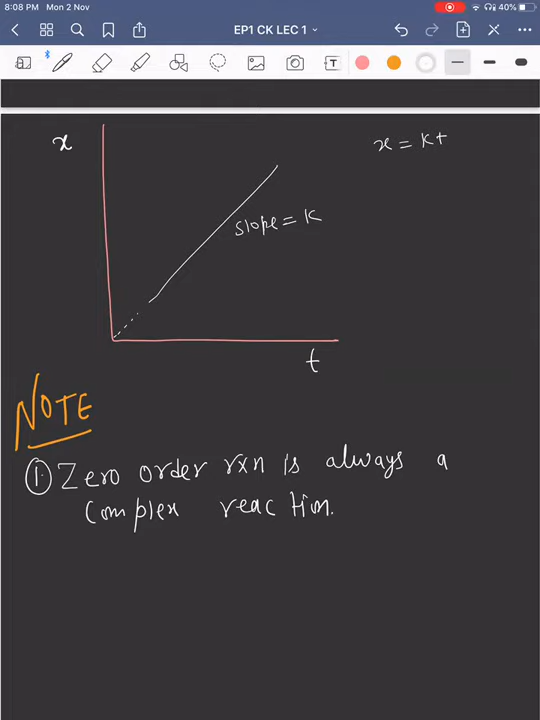 8:08 PM Mon 2 Nov
40%
EP1 CK LEC 1
x
x = kt
slope = k
t
NOTE
① Zero order rxn is always a
complex reaction.